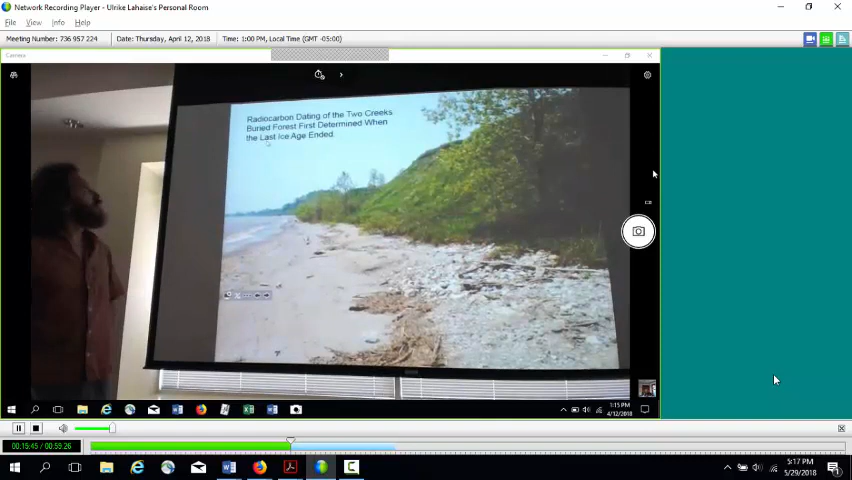 Network Recording Player - Ulrike Lahaise's Personal Room
File View Info Help
Meeting Number: 736 957 224 Date: Thursday, April 12, 2018 Time: 1:00 PM, Local Time (GMT -05:00)
Camera
Radiocarbon Dating of the Two Creeks
Buried Forest First Determined When
the Last Ice Age Ended
1:15 PM
4/12/2018
00:15:45 / 00:59:26
5:17 PM
5/29/2018